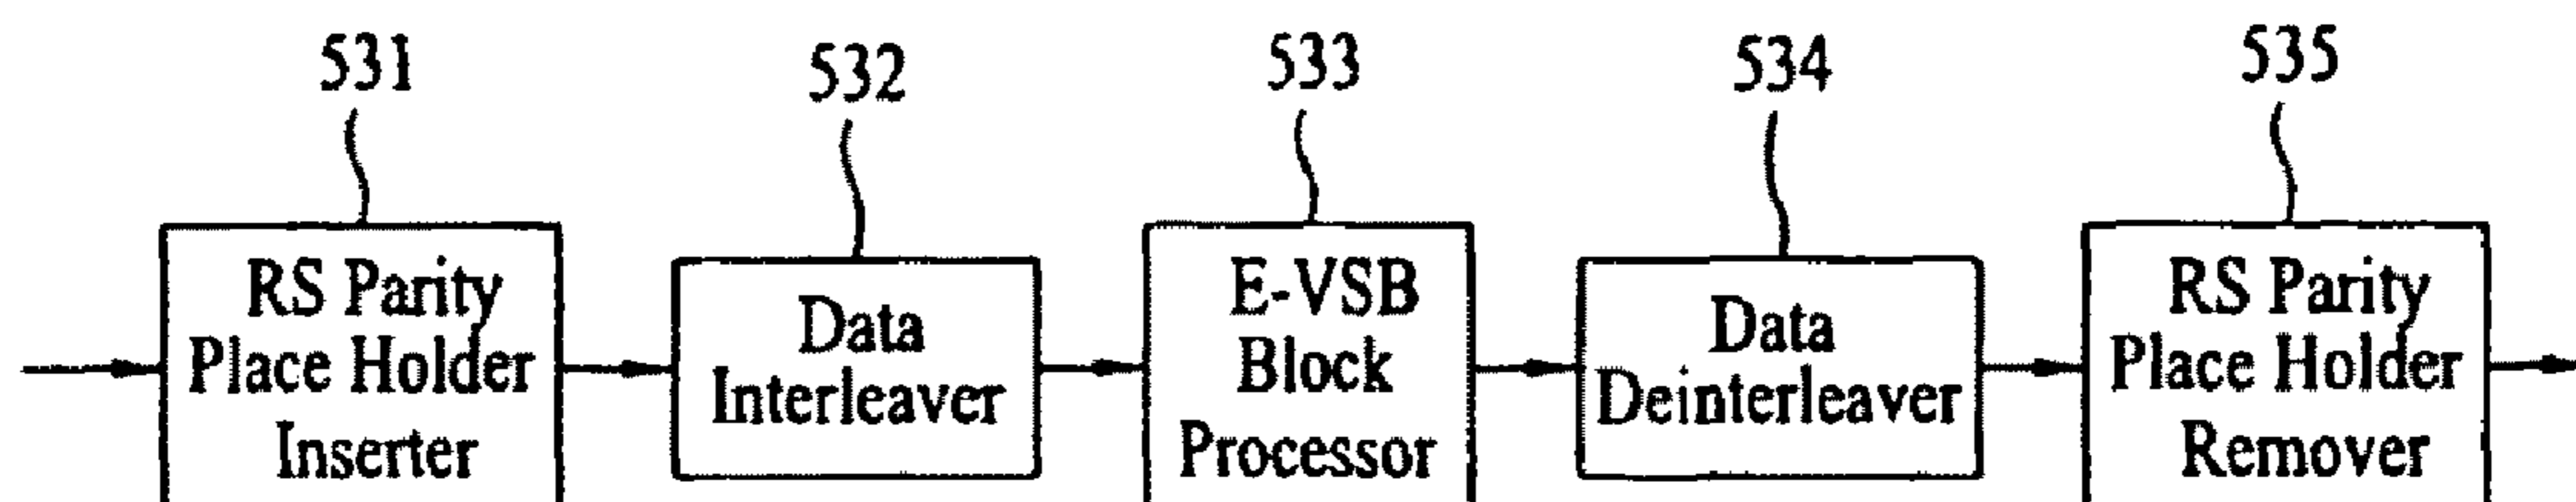 531
532
533
534
535
RS Parity
Place Holder
Inserter
Data
Interleaver
E-VSB
Block
Processor
Data
Deinterleaver
RS Parity
Place Holder
Remover